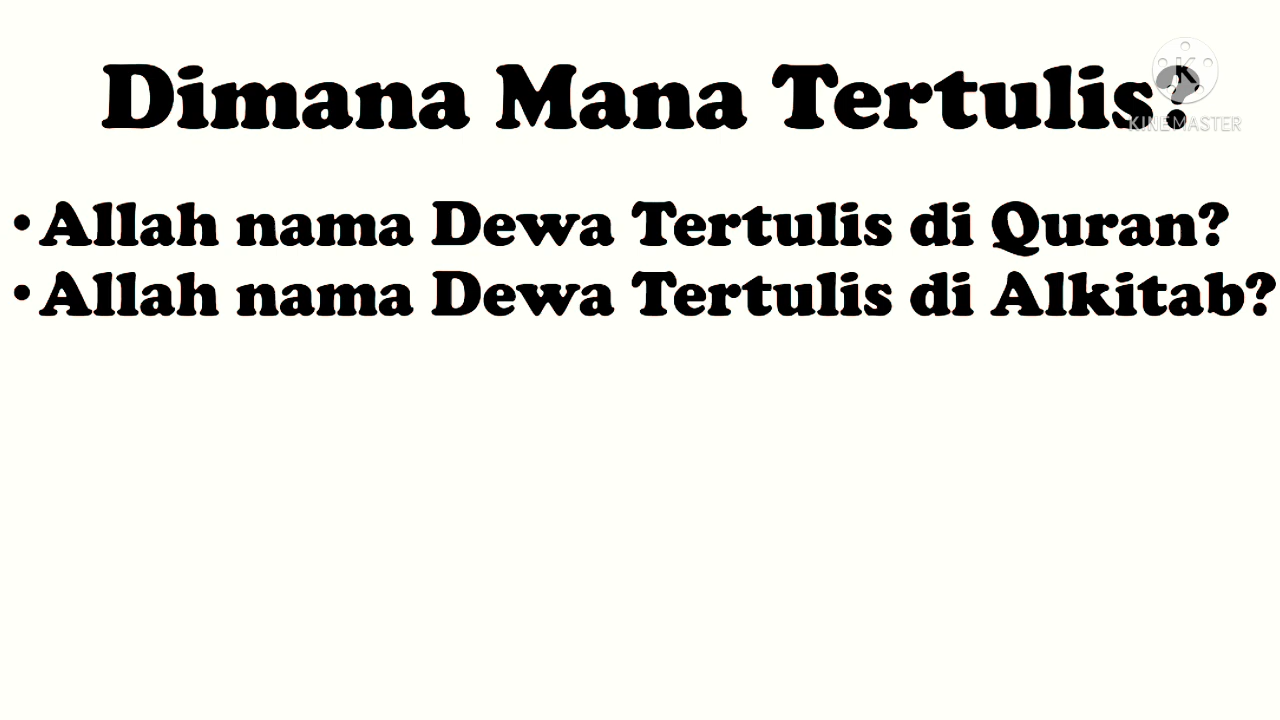 Dimana Mana Tertulis?
KINEMASTER
• Allah nama Dewa Tertulis di Quran?
• Allah nama Dewa Tertulis di Alkitab?